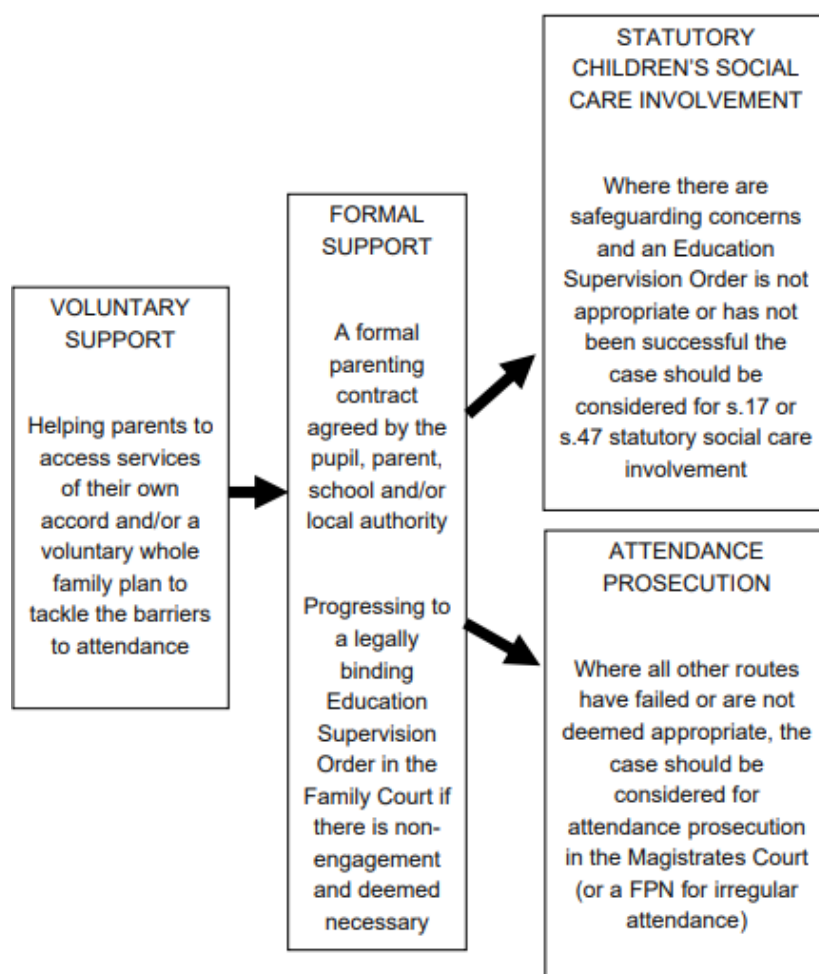 VOLUNTARY
SUPPORT
Helping parents to
access services
of their own
accord and/or a
voluntary whole
family plan to
tackle the barriers
to attendance
FORMAL
SUPPORT
A formal
parenting
contract
agreed by the
pupil, parent,
school and/or
local authority
Progressing to
a legally
binding
Education
Supervision
Order in the
Family Court if
there is non-
engagement
and deemed
necessary
STATUTORY
CHILDREN'S SOCIAL
CARE INVOLVEMENT
Where there are
safeguarding concerns
and an Education
Supervision Order is not
appropriate or has not
been successful the
case should be
considered for s.17 or
s.47 statutory social care
involvement
ATTENDANCE
PROSECUTION
Where all other routes
have failed or are not
deemed appropriate, the
case should be
considered for
attendance prosecution
in the Magistrates Court
(or a FPN for irregular
attendance)